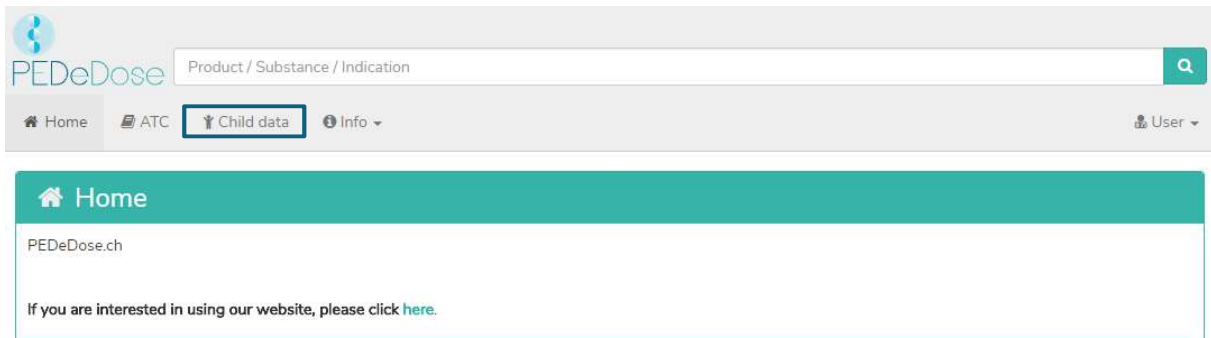 PEDeDose
Product / Substance / Indication
Home ATC Child data Info User
Home
PEDeDose.ch
If you are interested in using our website, please click here.